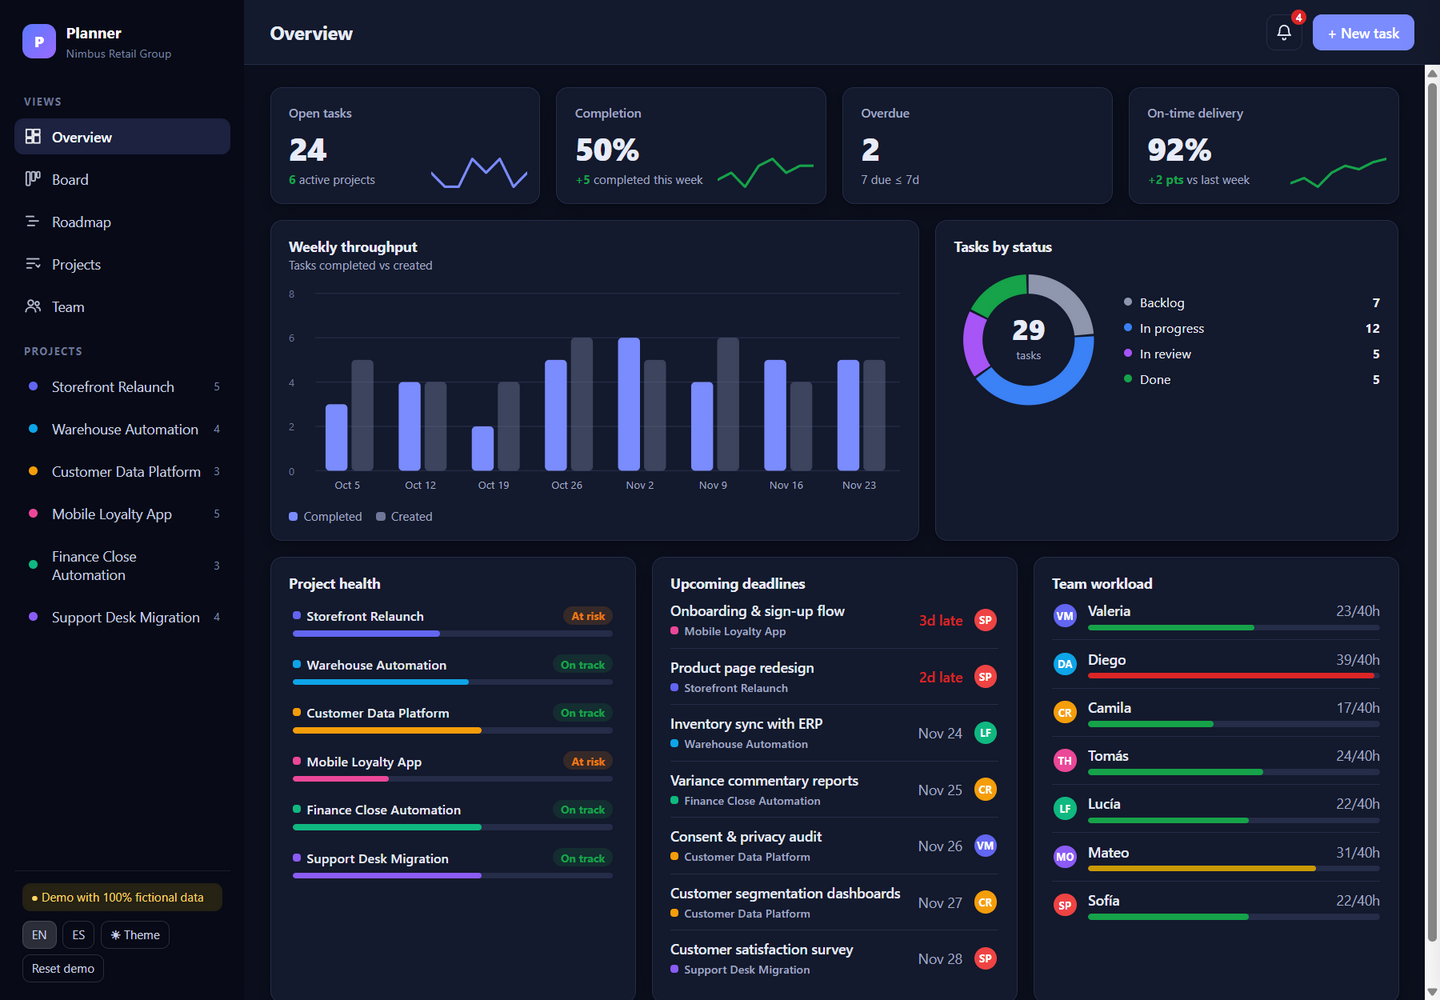 P
Planner
Nimbus Retail Group
VIEWS
Overview
Board
Roadmap
Projects
Team
PROJECTS
Storefront Relaunch 5
Warehouse Automation 4
Customer Data Platform 3
Mobile Loyalty App 5
Finance Close
Automation 3
Support Desk Migration 4
Demo with 100% fictional data
EN ES ☀ Theme
Reset demo
Overview
4
+ New task
Open tasks
24
6 active projects
Completion
50%
+5 completed this week
Overdue
2
7 due ≤ 7d
On-time delivery
92%
+2 pts vs last week
Weekly throughput
Tasks completed vs created
8
6
4
2
0
Oct 5 Oct 12 Oct 19 Oct 26 Nov 2 Nov 9 Nov 16 Nov 23
Completed Created
Tasks by status
29
tasks
Backlog 7
In progress 12
In review 5
Done 5
Project health
Storefront Relaunch At risk
Warehouse Automation On track
Customer Data Platform On track
Mobile Loyalty App At risk
Finance Close Automation On track
Support Desk Migration On track
Upcoming deadlines
Onboarding & sign-up flow
Mobile Loyalty App
3d late SP
Product page redesign
Storefront Relaunch
2d late SP
Inventory sync with ERP
Warehouse Automation
Nov 24 LF
Variance commentary reports
Finance Close Automation
Nov 25 CR
Consent & privacy audit
Customer Data Platform
Nov 26 VM
Customer segmentation dashboards
Customer Data Platform
Nov 27 CR
Customer satisfaction survey
Support Desk Migration
Nov 28 SP
Team workload
VM Valeria 23/40h
DA Diego 39/40h
CR Camila 17/40h
TH Tomás 24/40h
LF Lucía 22/40h
MO Mateo 31/40h
SP Sofía 22/40h